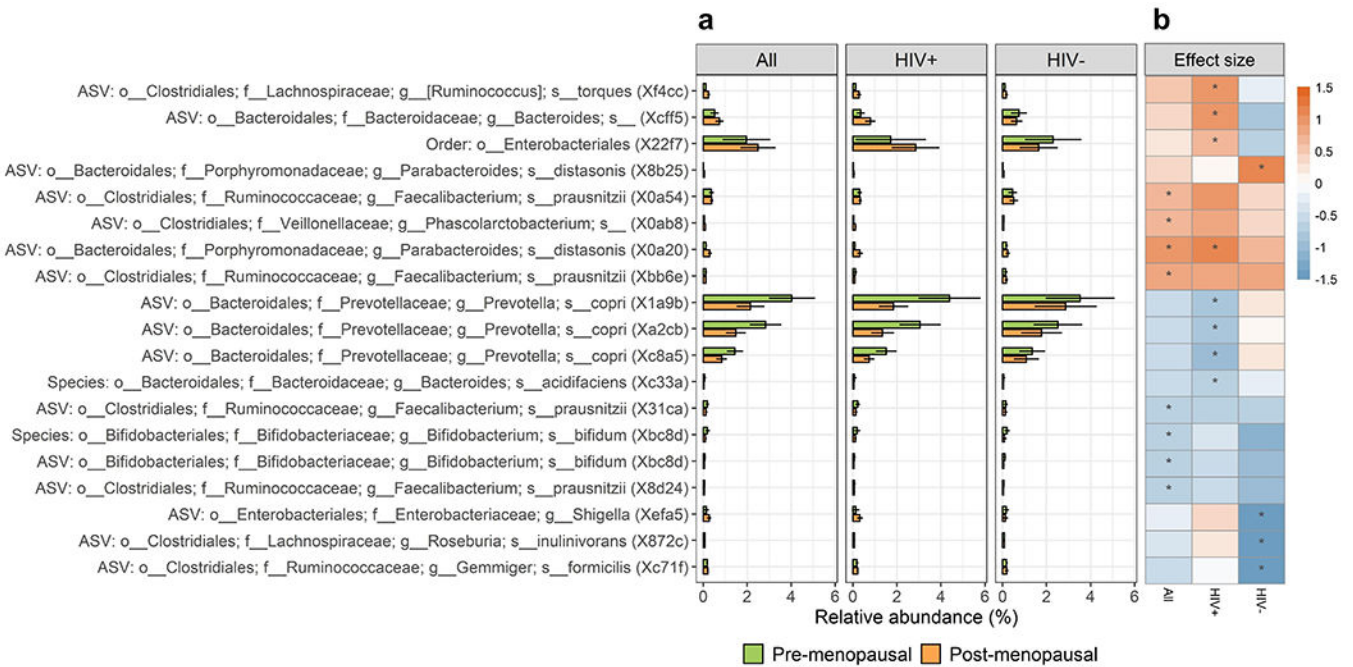 a
b
All
HIV+
HIV-
Effect size
ASV: o__Clostridiales; f__Lachnospiraceae; g__[Ruminococcus]; s__torques (Xf4cc)
*
ASV: o__Bacteroidales; f__Bacteroidaceae; g__Bacteroides; s__ (Xcff5)
*
Order: o__Enterobacteriales (X22f7)
*
ASV: o__Bacteroidales; f__Porphyromonadaceae; g__Parabacteroides; s__distasonis (X8b25)
*
ASV: o__Clostridiales; f__Ruminococcaceae; g__Faecalibacterium; s__prausnitzii (X0a54)
*
ASV: o__Clostridiales; f__Veillonellaceae; g__Phascolarctobacterium; s__ (X0ab8)
*
ASV: o__Bacteroidales; f__Porphyromonadaceae; g__Parabacteroides; s__distasonis (X0a20)
* *
ASV: o__Clostridiales; f__Ruminococcaceae; g__Faecalibacterium; s__prausnitzii (Xbb6e)
*
ASV: o__Bacteroidales; f__Prevotellaceae; g__Prevotella; s__copri (X1a9b)
*
ASV: o__Bacteroidales; f__Prevotellaceae; g__Prevotella; s__copri (Xa2cb)
*
ASV: o__Bacteroidales; f__Prevotellaceae; g__Prevotella; s__copri (Xc8a5)
*
Species: o__Bacteroidales; f__Bacteroidaceae; g__Bacteroides; s__acidifaciens (Xc33a)
*
ASV: o__Clostridiales; f__Ruminococcaceae; g__Faecalibacterium; s__prausnitzii (X31ca)
*
Species: o__Bifidobacteriales; f__Bifidobacteriaceae; g__Bifidobacterium; s__bifidum (Xbc8d)
*
ASV: o__Bifidobacteriales; f__Bifidobacteriaceae; g__Bifidobacterium; s__bifidum (Xbc8d)
*
ASV: o__Clostridiales; f__Ruminococcaceae; g__Faecalibacterium; s__prausnitzii (X8d24)
*
ASV: o__Enterobacteriales; f__Enterobacteriaceae; g__Shigella (Xefa5)
*
ASV: o__Clostridiales; f__Lachnospiraceae; g__Roseburia; s__inulinivorans (X872c)
*
ASV: o__Clostridiales; f__Ruminococcaceae; g__Gemmiger; s__formicilis (Xc71f)
*
1.5
1
0.5
0
-0.5
-1
-1.5
0 2 4 6
0 2 4 6
0 2 4 6
All
HIV+
HIV-
Relative abundance (%)
Pre-menopausal
Post-menopausal